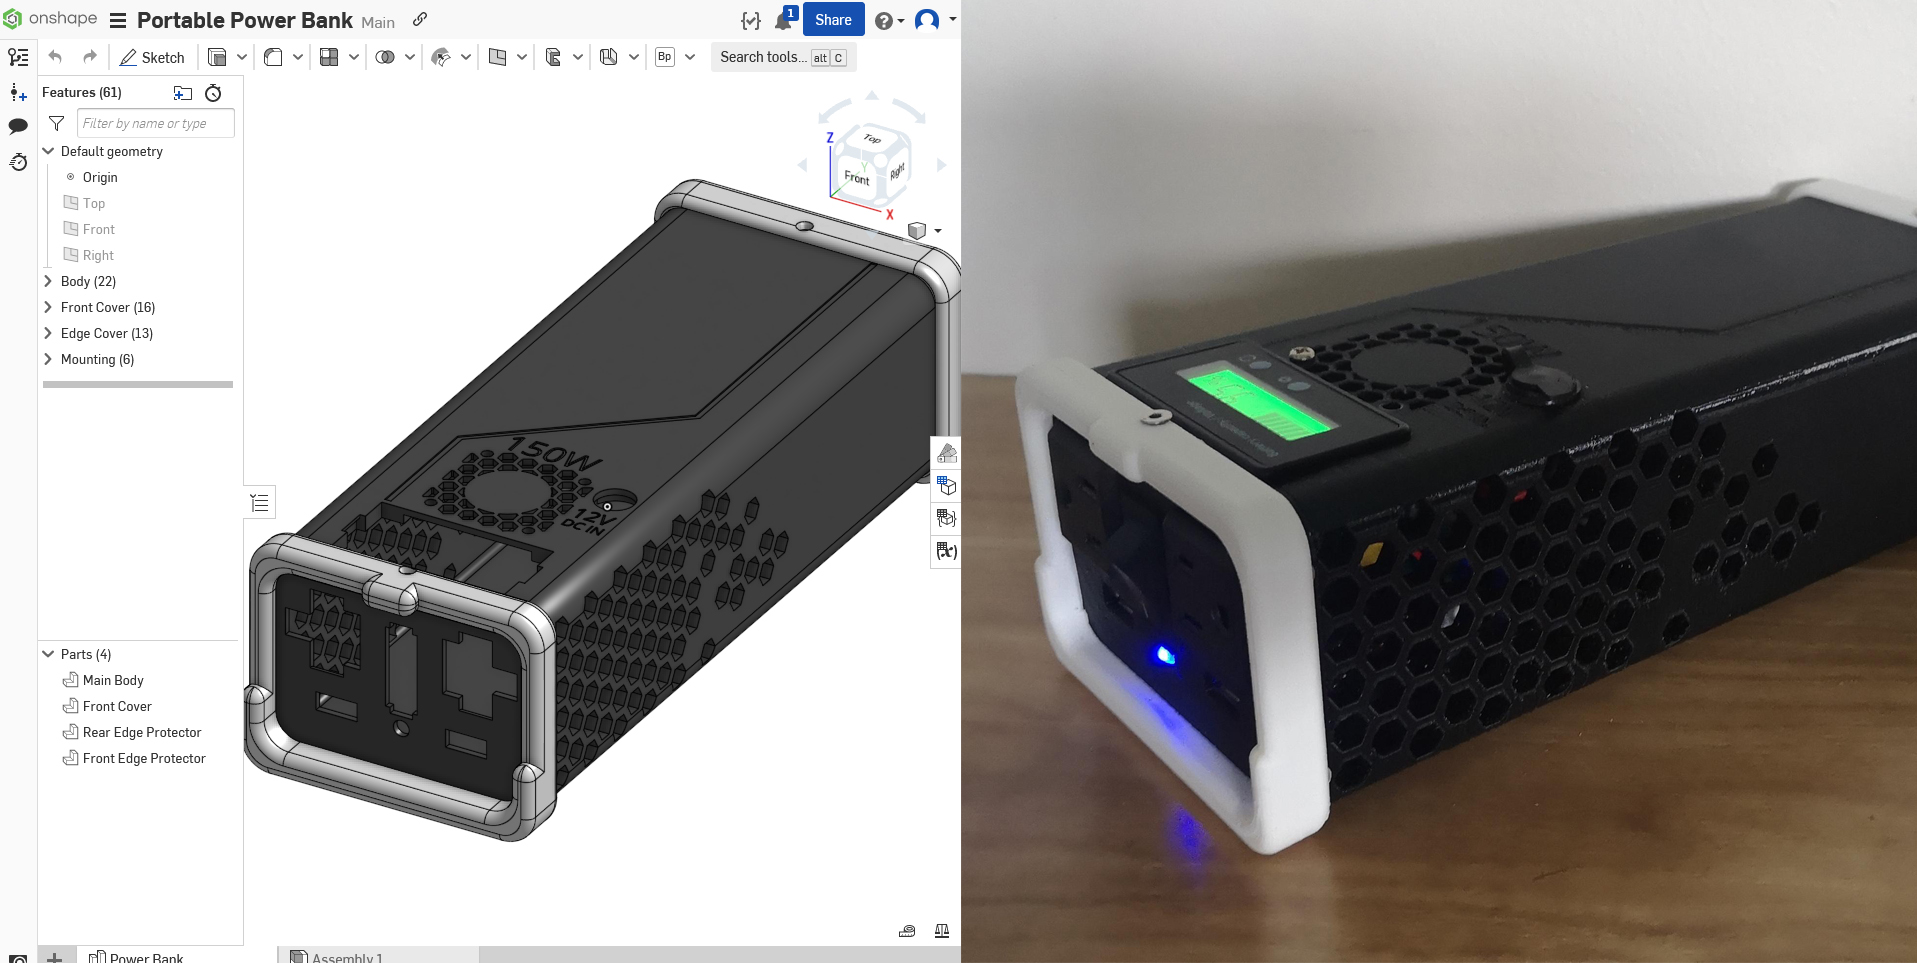 onshape
Portable Power Bank Main
1
Share
Sketch
Bp
Search tools... alt C
Features (61)
Filter by name or type
Default geometry
Origin
Top
Front
Right
Body (22)
Front Cover (16)
Edge Cover (13)
Mounting (6)
Parts (4)
Main Body
Front Cover
Rear Edge Protector
Front Edge Protector
Z
Top
Y
Front
Right
X
150W
12V
DC IN
(x)
Power Bank
Assembly 1